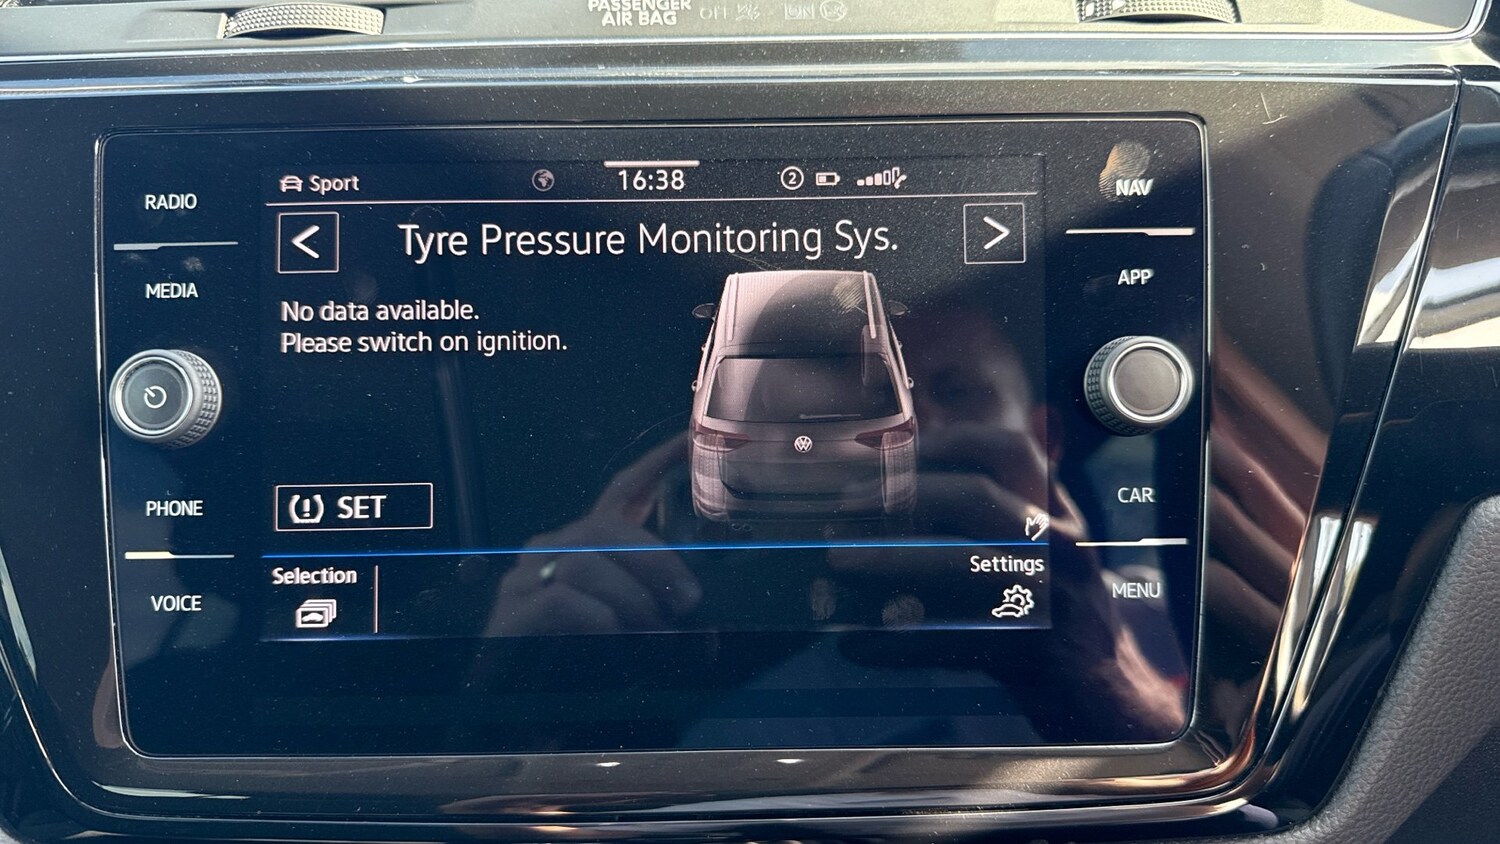 PASSENGER
AIR BAG OFF ON
RADIO
MEDIA
PHONE
VOICE
Sport
16:38
2
Tyre Pressure Monitoring Sys.
No data available.
Please switch on ignition.
SET
Selection
Settings
NAV
APP
CAR
MENU